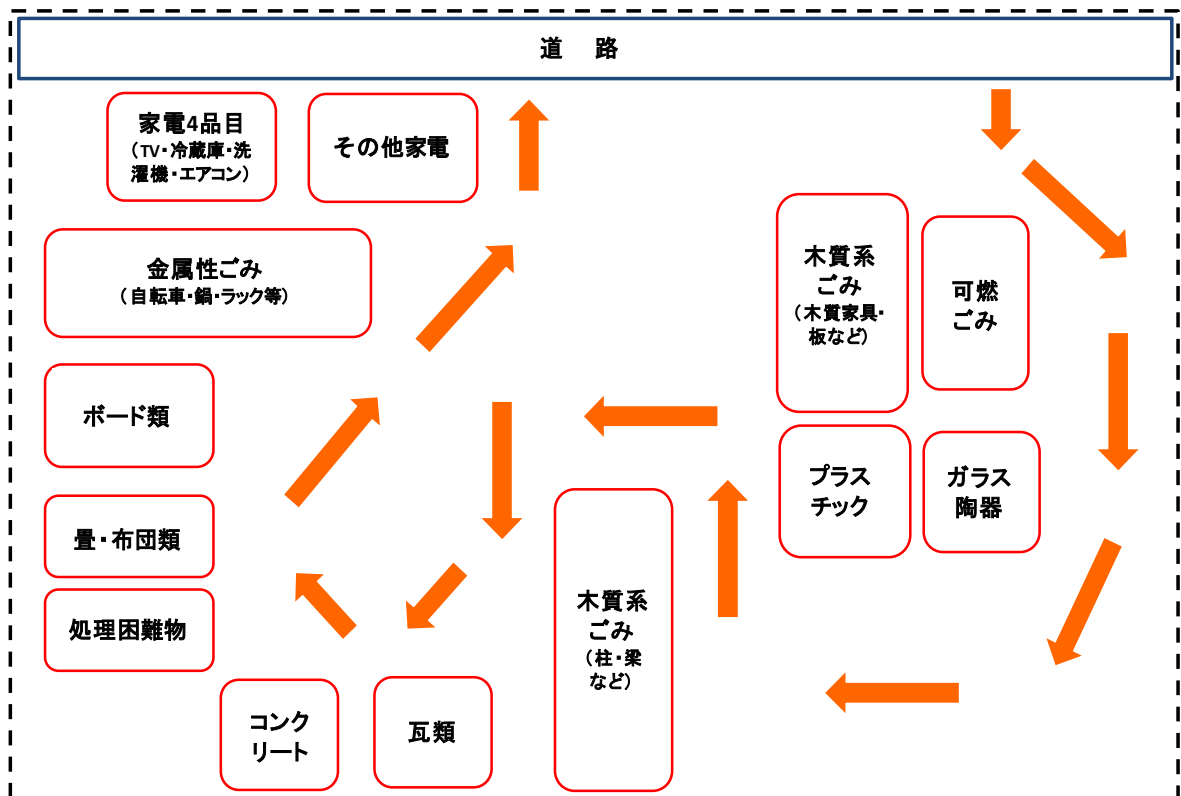 道　路
家電4品目
（TV・冷蔵庫・洗
濯機・エアコン）
その他家電
金属性ごみ
（自転車・鍋・ラック等）
木質系
ごみ
（木質家具・
板など）
可燃
ごみ
ボード類
プラス
チック
ガラス
陶器
畳・布団類
処理困難物
木質系
ごみ
（柱・梁
など）
コンク
リート
瓦類